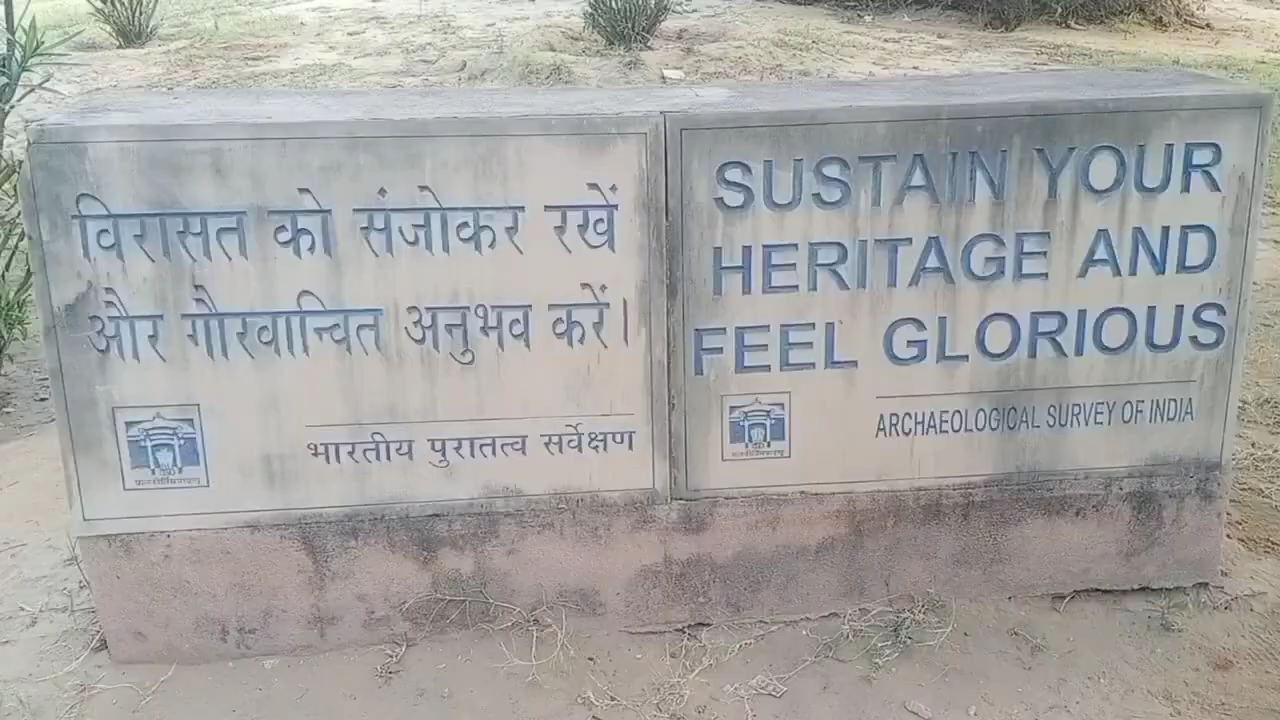 विरासत को संजोकर रखें
और गौरवान्वित अनुभव करें।
भारतीय पुरातत्व सर्वेक्षण
SUSTAIN YOUR
HERITAGE AND
FEEL GLORIOUS
ARCHAEOLOGICAL SURVEY OF INDIA